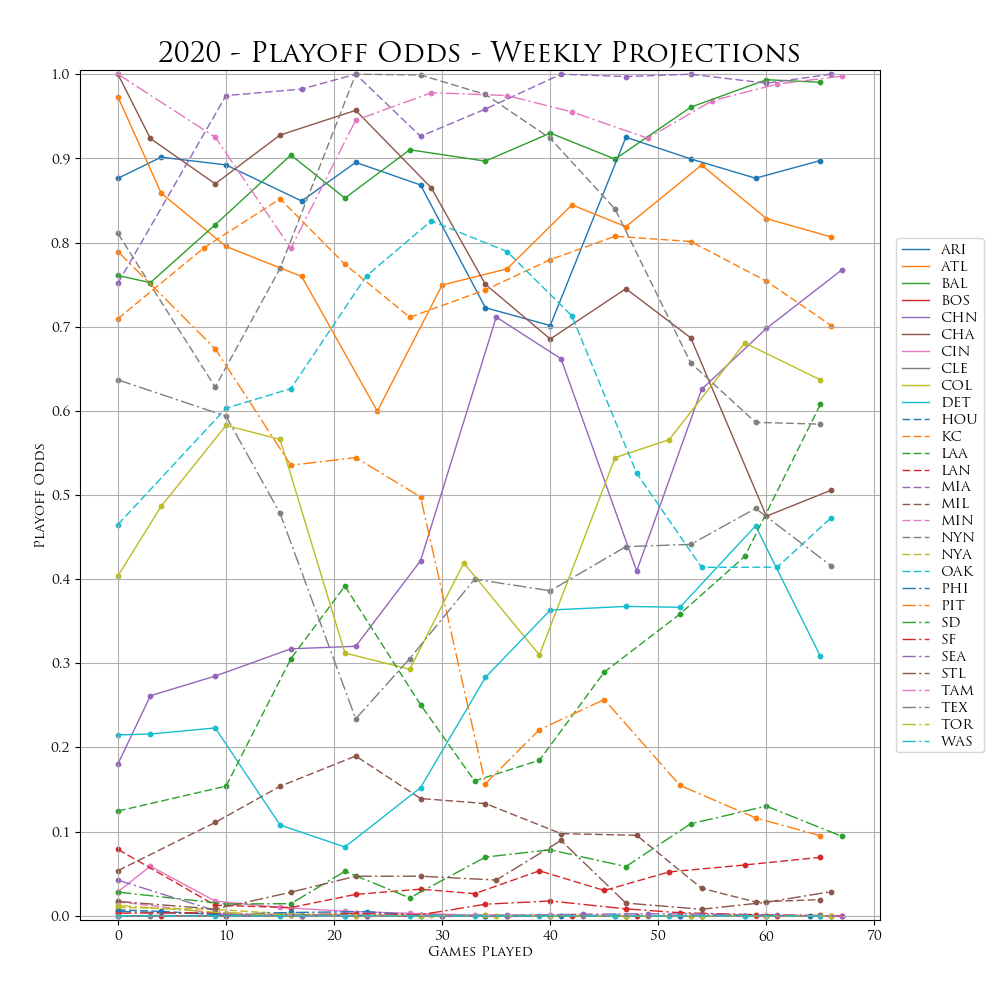 2020 - Playoff Odds - Weekly Projections
1.0
0.9
0.8
0.7
0.6
0.5
0.4
0.3
0.2
0.1
0.0
Playoff Odds
0 10 20 30 40 50 60 70
Games Played
ARI
ATL
BAL
BOS
CHN
CHA
CIN
CLE
COL
DET
HOU
KC
LAA
LAN
MIA
MIL
MIN
NYN
NYA
OAK
PHI
PIT
SD
SF
SEA
STL
TAM
TEX
TOR
WAS